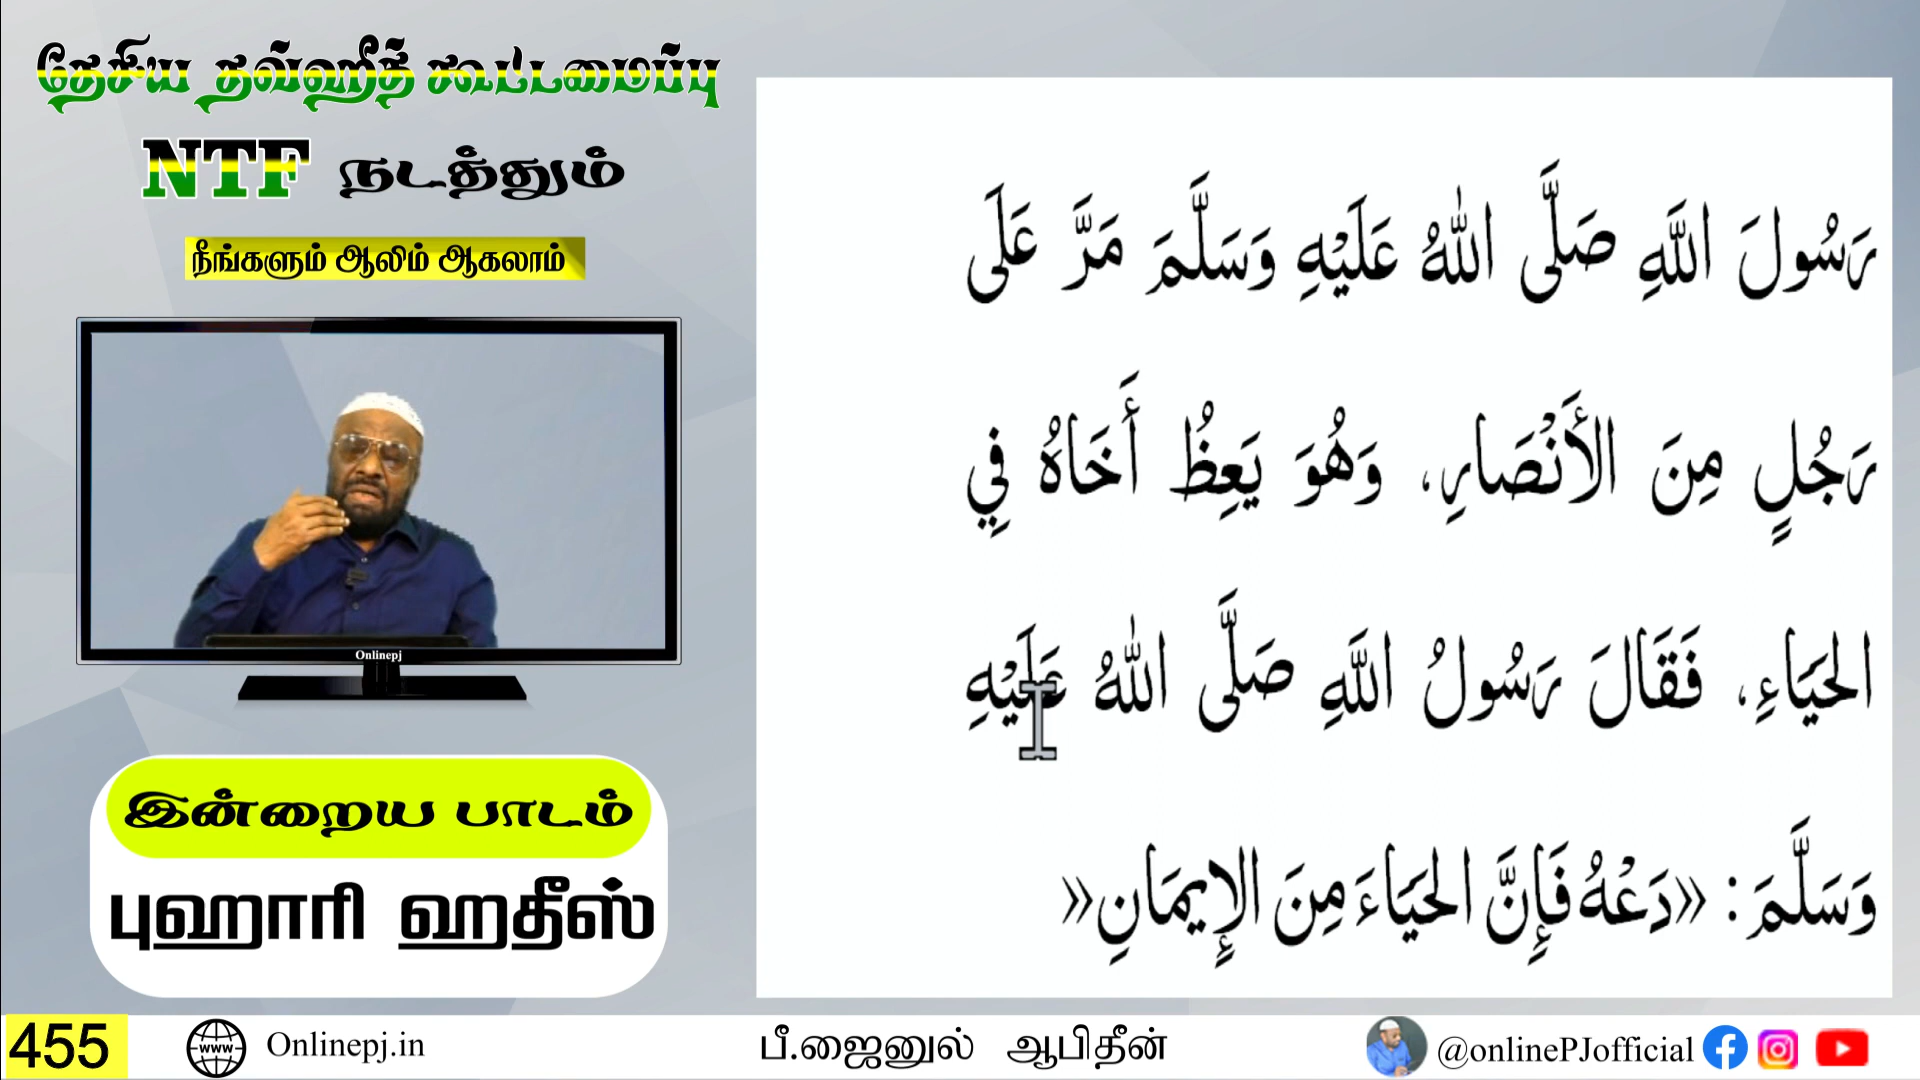 தேசிய தவ்ஹீத் கூட்டமைப்பு
NTF நடத்தும்
நீங்களும் ஆலிம் ஆகலாம்
Onlinepj
இன்றைய பாடம்
புஹாரி ஹதீஸ்
رَسُولَ اللَّهِ صَلَّى اللهُ عَلَيْهِ وَسَلَّمَ مَرَّ عَلَى
رَجُلٍ مِنَ الأَنْصَارِ، وَهُوَ يَعِظُ أَخَاهُ فِي
الحَيَاءِ، فَقَالَ رَسُولُ اللَّهِ صَلَّى اللهُ عَلَيْهِ
وَسَلَّمَ: «دَعْهُ فَإِنَّ الحَيَاءَ مِنَ الإِيمَانِ«
455
www
Onlinepj.in
பீ.ஜைனுல் ஆபிதீன்
@onlinePJofficial